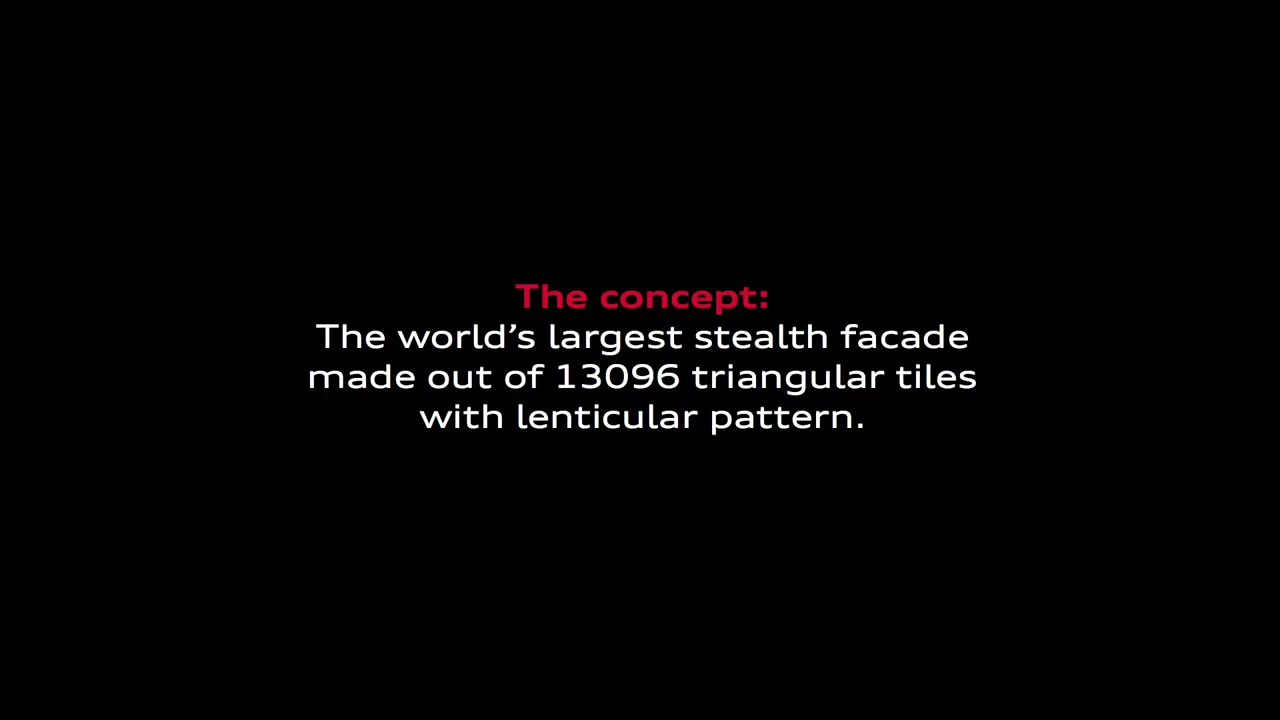 The concept:
The world’s largest stealth facade
made out of 13096 triangular tiles
with lenticular pattern.